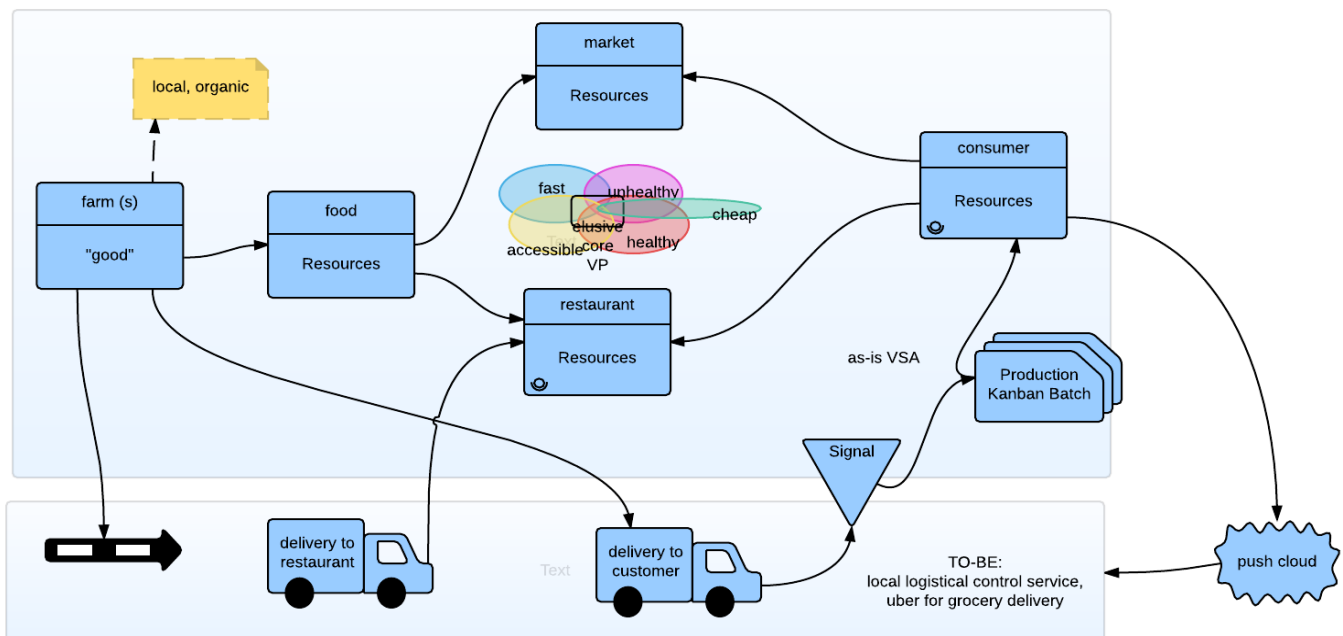 market
Resources
local, organic
consumer
Resources
farm (s)
"good"
food
Resources
fast
unhealthy
cheap
elusive
accessible
core
healthy
VP
Text
restaurant
Resources
as-is VSA
Production
Kanban Batch
Signal
delivery to
restaurant
Text
delivery to
customer
TO-BE:
local logistical control service,
uber for grocery delivery
push cloud